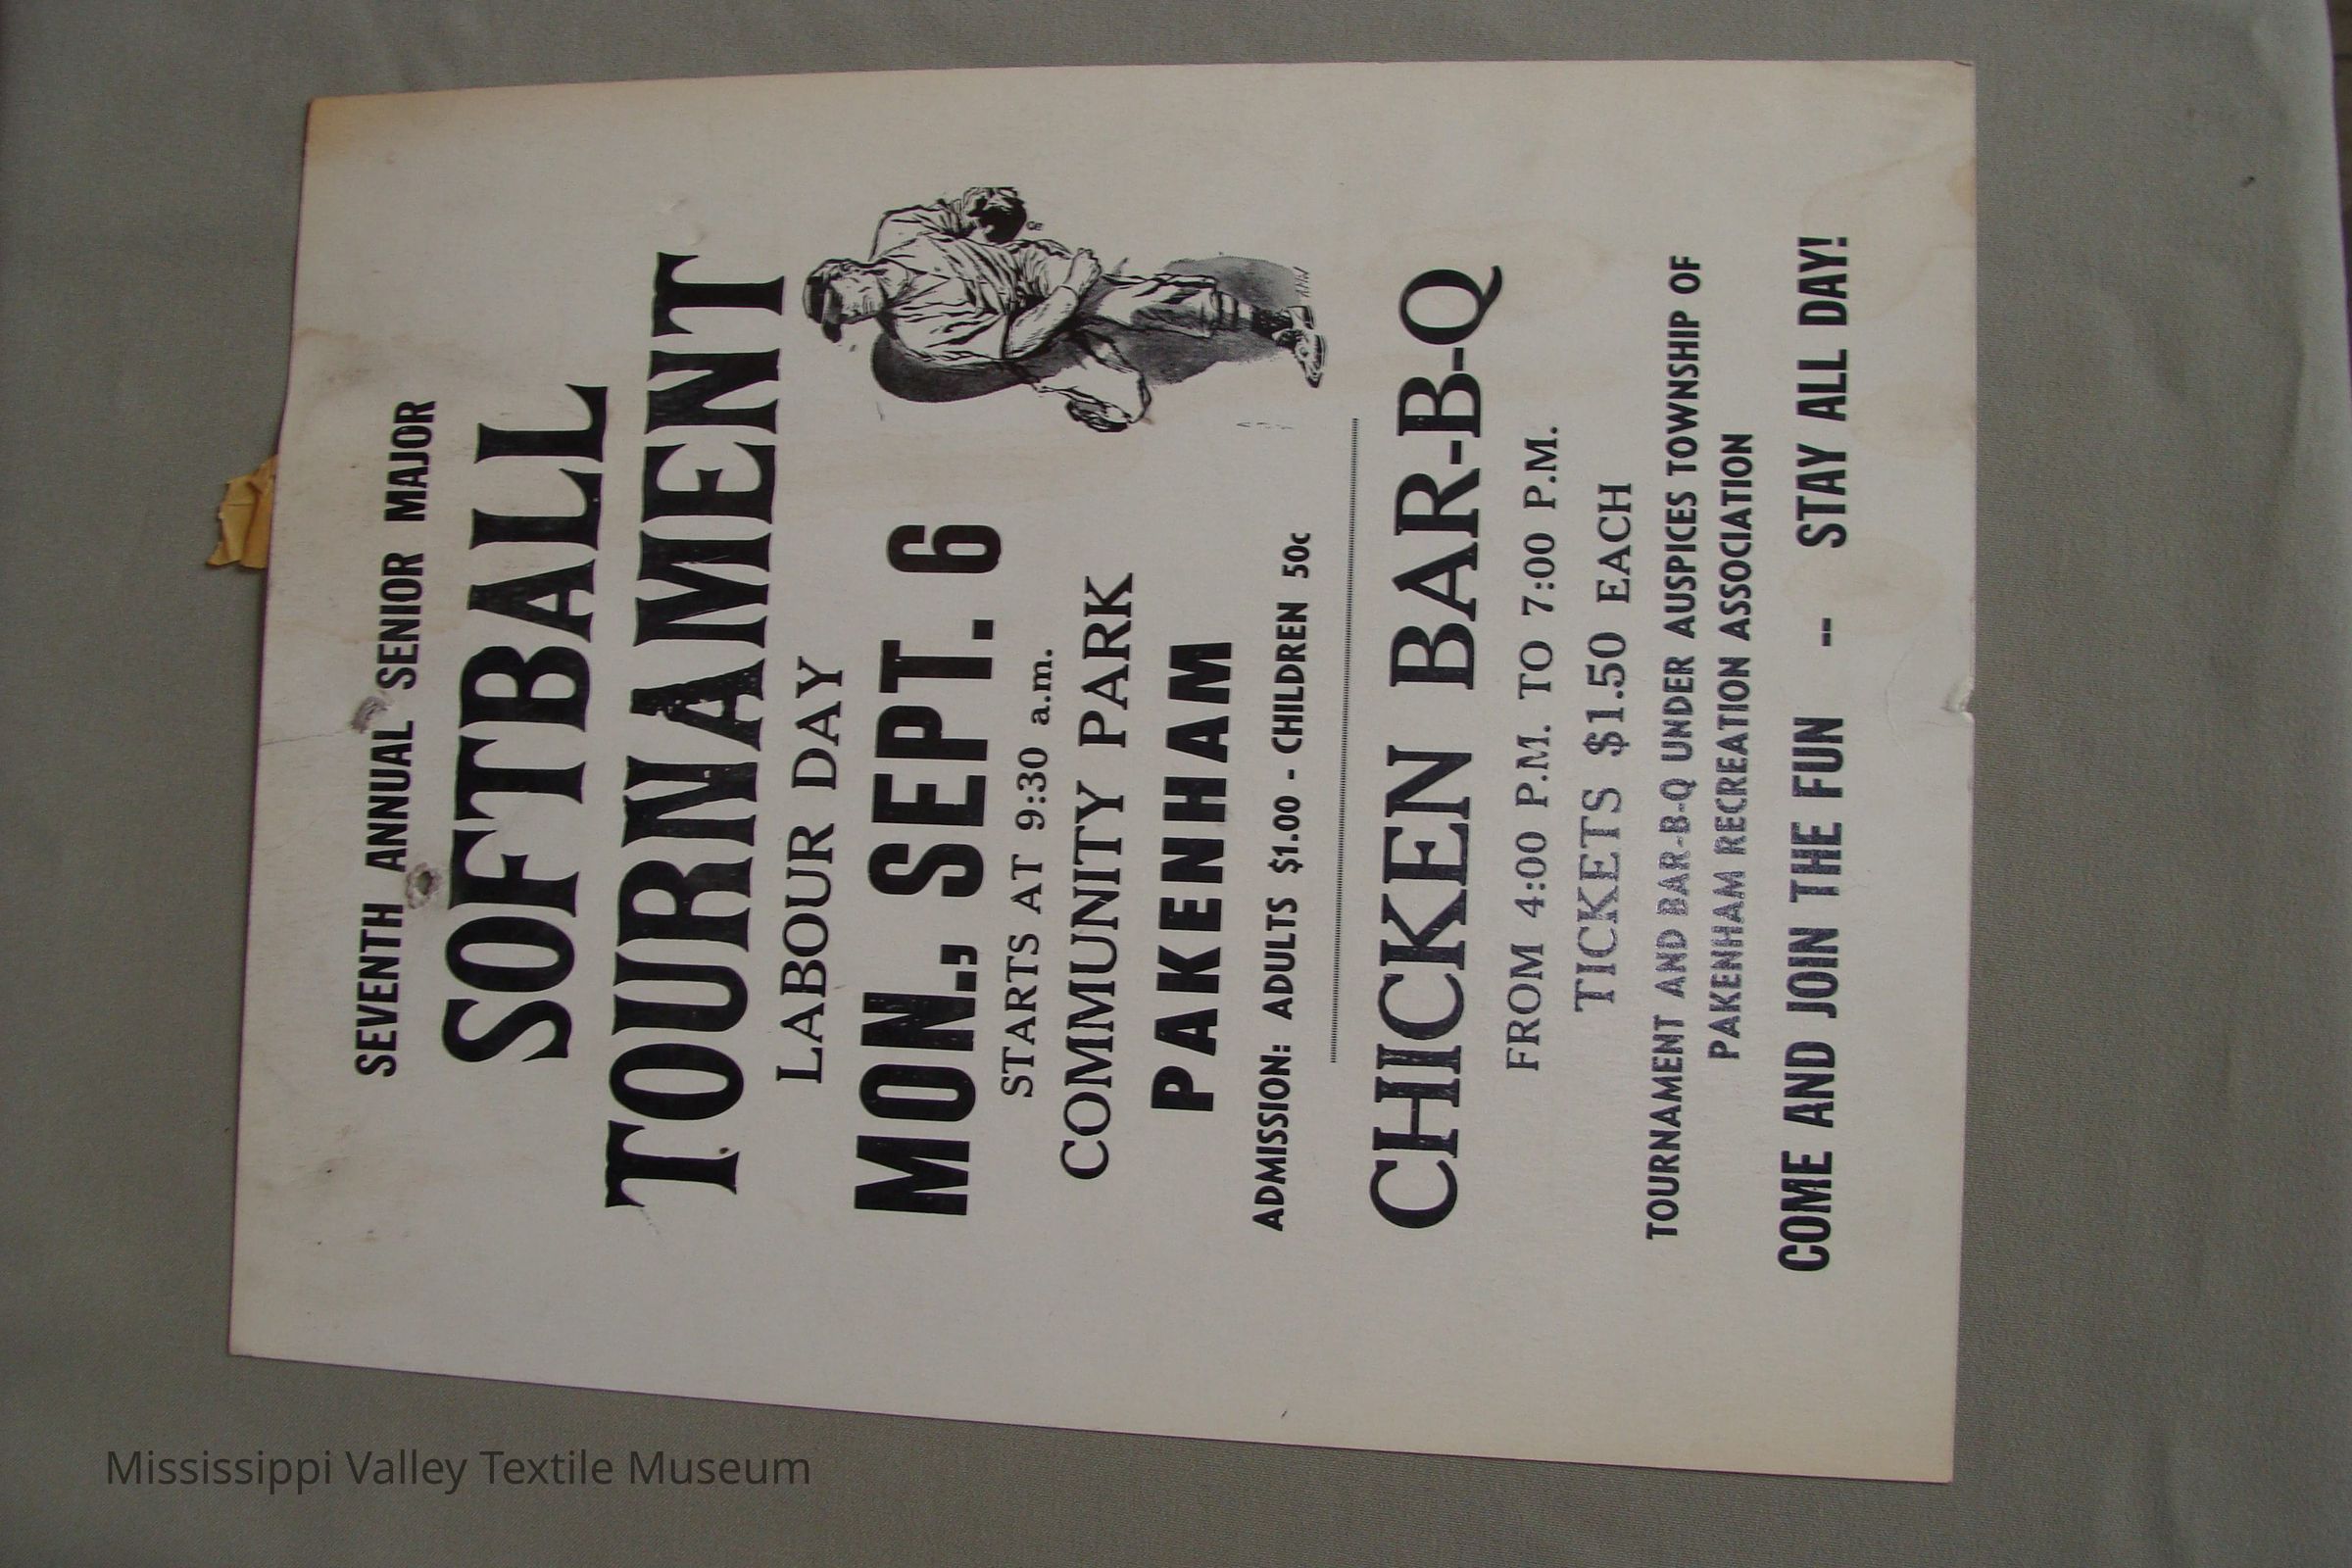 SEVENTH ANNUAL SENIOR MAJOR
SOFTBALL
TOURNAMENT
LABOUR DAY
MON., SEPT. 6
STARTS AT 9:30 a.m.
COMMUNITY PARK
PAKENHAM
ADMISSION: ADULTS $1.00 - CHILDREN 50c
CHICKEN BAR-B-Q
FROM 4:00 P.M. TO 7:00 P.M.
TICKETS $1.50 EACH
TOURNAMENT AND BAR-B-Q UNDER AUSPICES TOWNSHIP OF
PAKENHAM RECREATION ASSOCIATION
COME AND JOIN THE FUN -- STAY ALL DAY!
Mississippi Valley Textile Museum